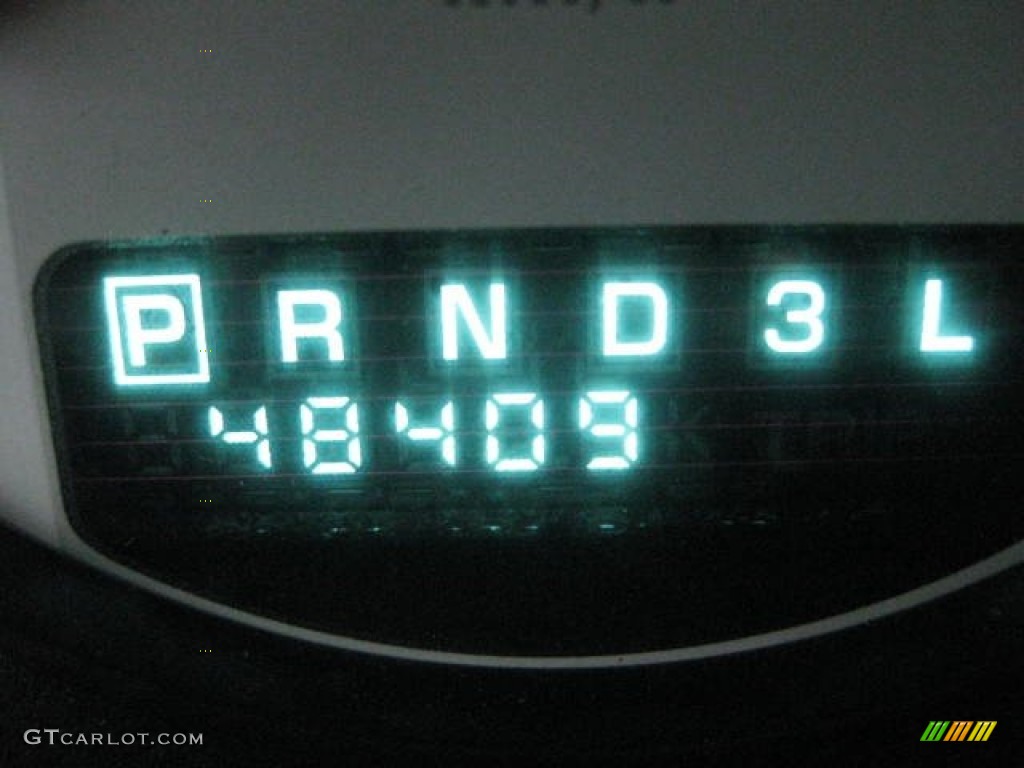 P R N D 3 L
48409
GTCARLOT.COM